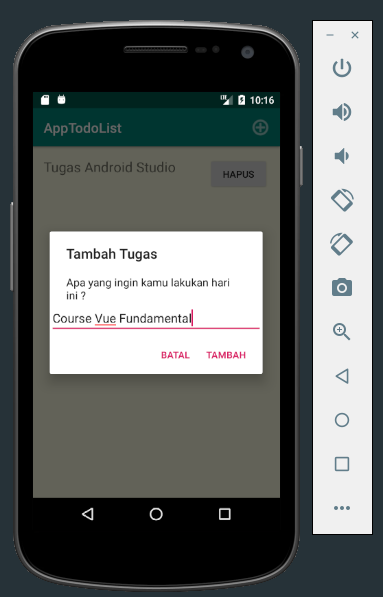 10:16
AppTodoList
Tugas Android Studio
HAPUS
Tambah Tugas
Apa yang ingin kamu lakukan hari
ini ?
Course Vue Fundamental
BATAL TAMBAH